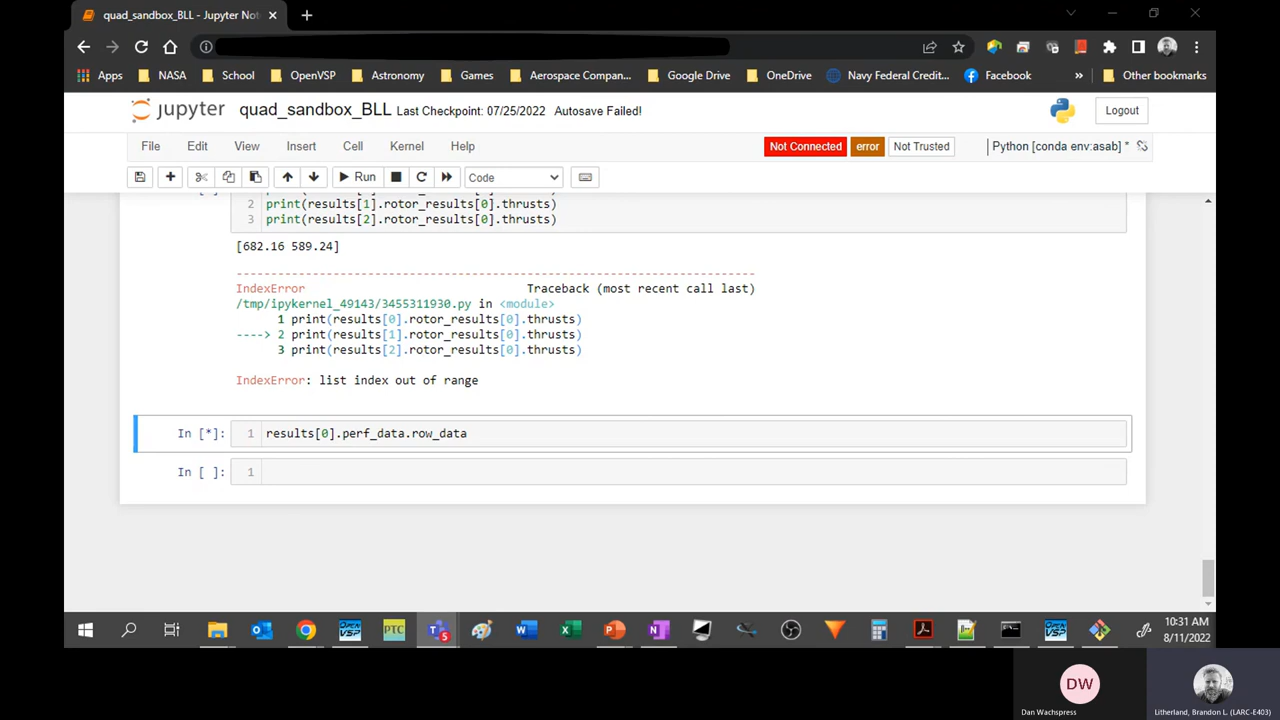 quad_sandbox_BLL - Jupyter Not
Apps NASA School OpenVSP Astronomy Games Aerospace Compan... Google Drive OneDrive Navy Federal Credit... Facebook » Other bookmarks
jupyter quad_sandbox_BLL Last Checkpoint: 07/25/2022 Autosave Failed!
Logout
File Edit View Insert Cell Kernel Help Not Connected error Not Trusted Python [conda env:asab] *
Run Code
2 print(results[1].rotor_results[0].thrusts)
3 print(results[2].rotor_results[0].thrusts)
[682.16 589.24]
---------------------------------------------------------------------------
IndexError Traceback (most recent call last)
/tmp/ipykernel_49143/3455311930.py in <module>
1 print(results[0].rotor_results[0].thrusts)
----> 2 print(results[1].rotor_results[0].thrusts)
3 print(results[2].rotor_results[0].thrusts)
IndexError: list index out of range
In [*]: 1 results[0].perf_data.row_data
In [ ]: 1
10:31 AM
8/11/2022
DW
Dan Wachspress
Litherland, Brandon L. (LARC-E403)